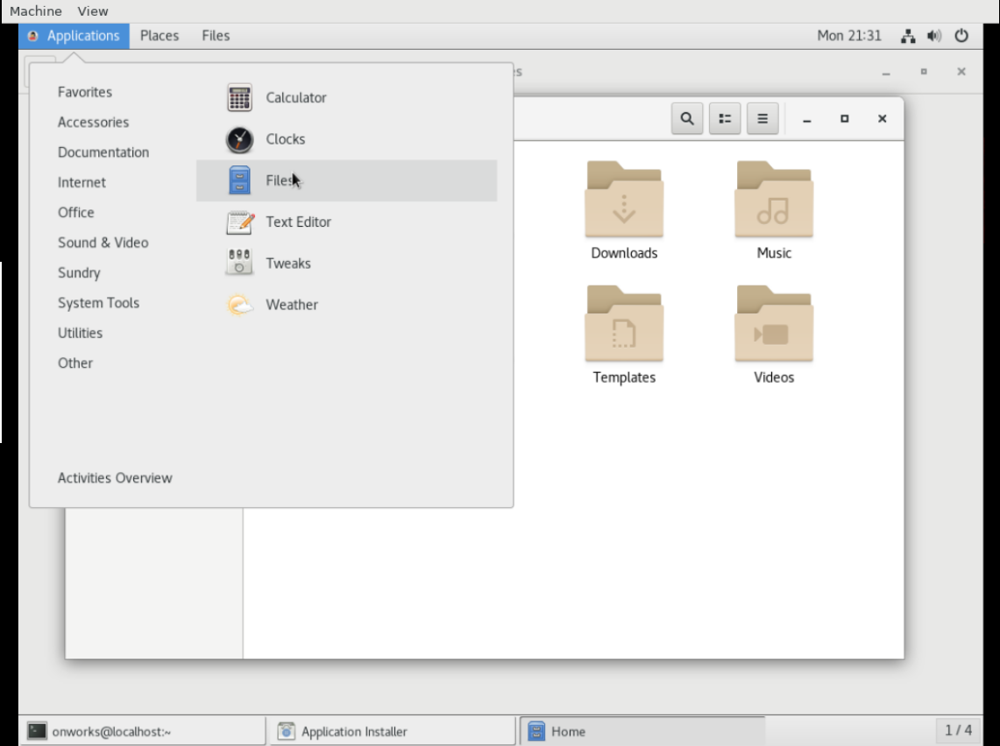 Machine View
Applications Places Files Mon 21:31
es
Favorites
Accessories
Documentation
Internet
Office
Sound & Video
Sundry
System Tools
Utilities
Other
Activities Overview
Calculator
Clocks
Files
Text Editor
Tweaks
Weather
Downloads Music
Templates Videos
onworks@localhost:~ Application Installer Home 1 / 4